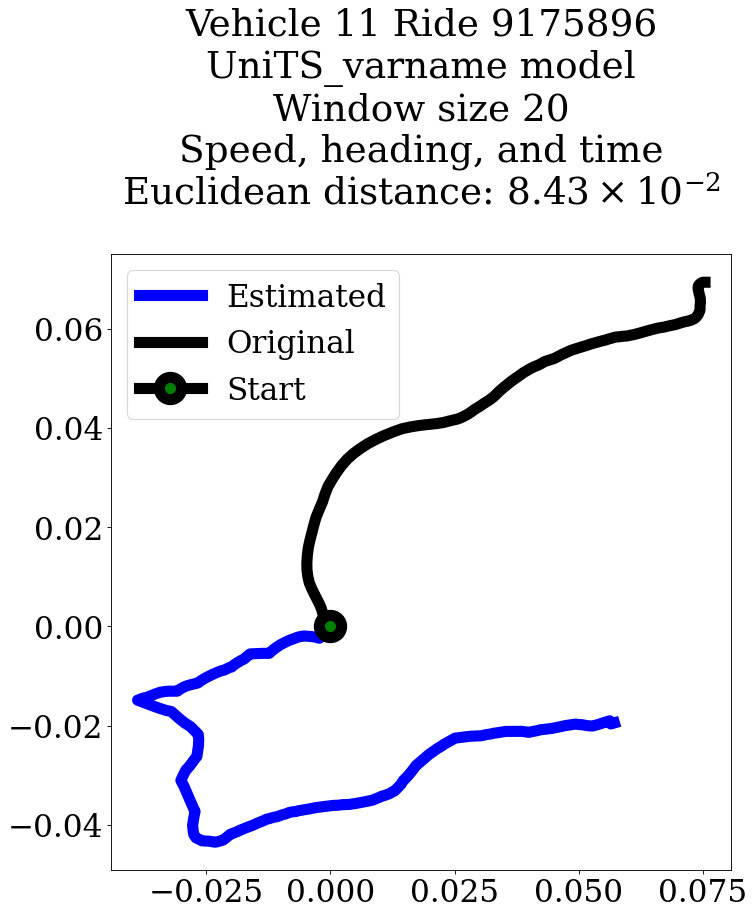 Vehicle 11 Ride 9175896
UniTS_varname model
Window size 20
Speed, heading, and time
Euclidean distance: 8.43 × 10⁻²
Estimated
Original
Start
0.06
0.04
0.02
0.00
−0.02
−0.04
−0.025 0.000 0.025 0.050 0.075